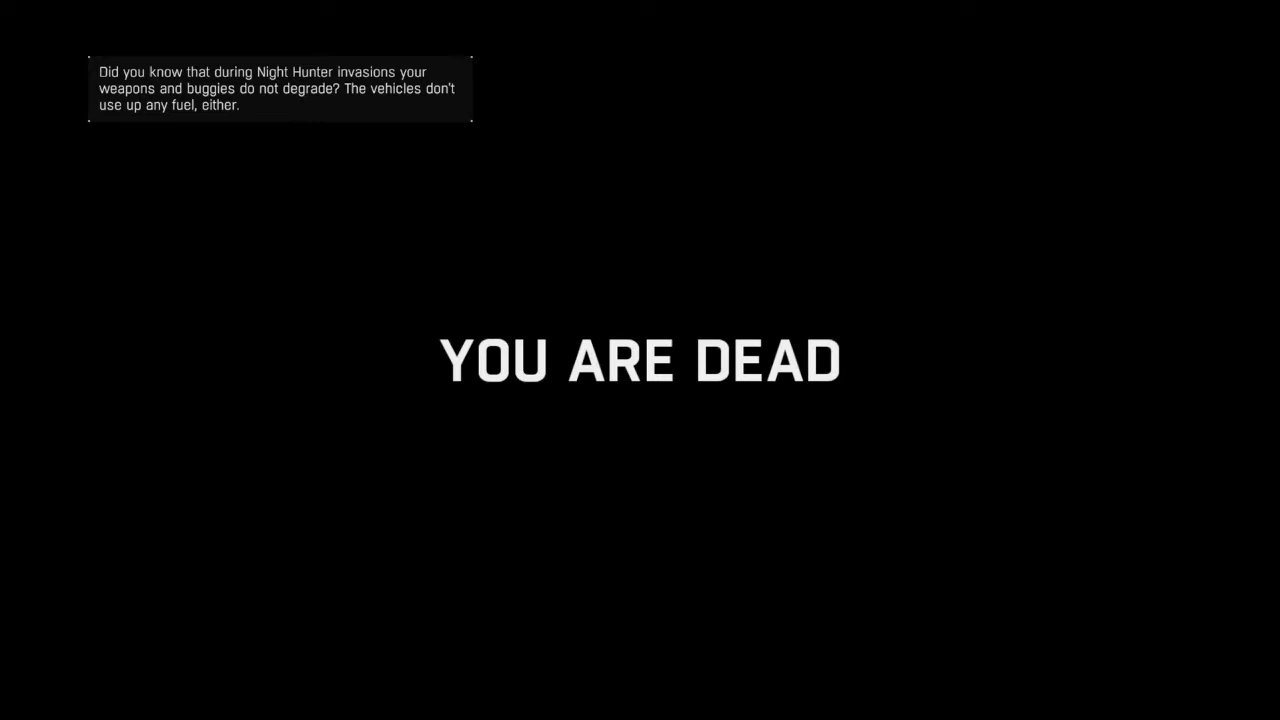 Did you know that during Night Hunter invasions your
weapons and buggies do not degrade? The vehicles don't
use up any fuel, either.
YOU ARE DEAD